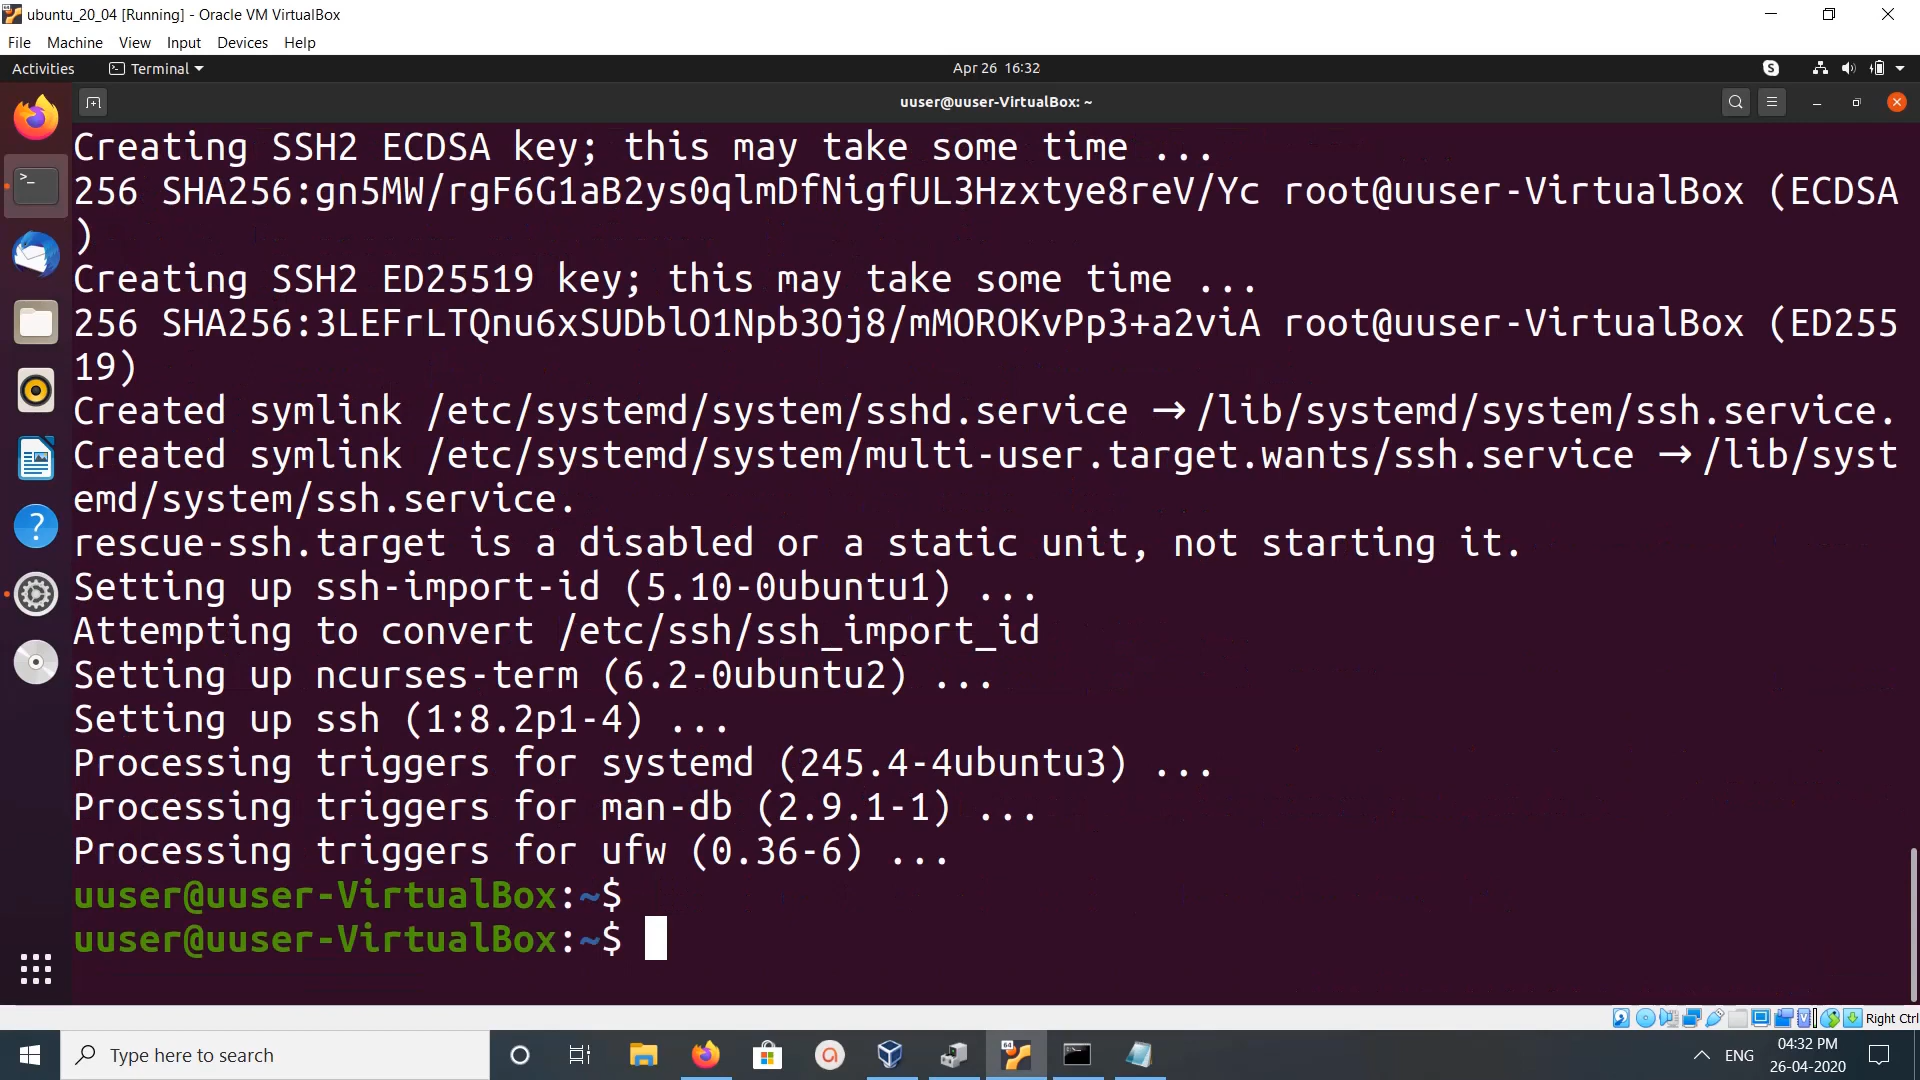 ubuntu_20_04 [Running] - Oracle VM VirtualBox
File Machine View Input Devices Help
Activities Terminal Apr 26 16:32
uuser@uuser-VirtualBox: ~
Creating SSH2 ECDSA key; this may take some time ...
256 SHA256:gn5MW/rgF6G1aB2ys0qlmDfNigfUL3Hzxtye8reV/Yc root@uuser-VirtualBox (ECDSA
)
Creating SSH2 ED25519 key; this may take some time ...
256 SHA256:3LEFrLTQnu6xSUDblO1Npb3Oj8/mMOROKvPp3+a2viA root@uuser-VirtualBox (ED255
19)
Created symlink /etc/systemd/system/sshd.service → /lib/systemd/system/ssh.service.
Created symlink /etc/systemd/system/multi-user.target.wants/ssh.service → /lib/syst
emd/system/ssh.service.
rescue-ssh.target is a disabled or a static unit, not starting it.
Setting up ssh-import-id (5.10-0ubuntu1) ...
Attempting to convert /etc/ssh/ssh_import_id
Setting up ncurses-term (6.2-0ubuntu2) ...
Setting up ssh (1:8.2p1-4) ...
Processing triggers for systemd (245.4-4ubuntu3) ...
Processing triggers for man-db (2.9.1-1) ...
Processing triggers for ufw (0.36-6) ...
uuser@uuser-VirtualBox:~$
uuser@uuser-VirtualBox:~$
Right Ctrl
Type here to search
ENG
04:32 PM
26-04-2020